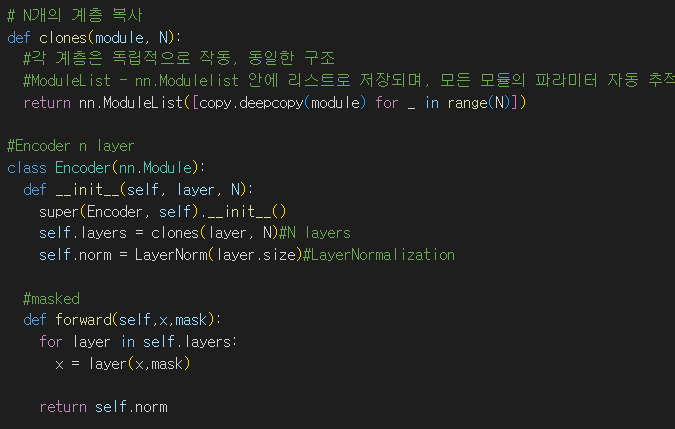 # N개의 계층 복사
def clones(module, N):
  #각 계층은 독립적으로 작동, 동일한 구조
  #ModuleList - nn.Modulelist 안에 리스트로 저장되며, 모든 모듈의 파라미터 자동 추적
  return nn.ModuleList([copy.deepcopy(module) for _ in range(N)])
#Encoder n layer
class Encoder(nn.Module):
  def __init__(self, layer, N):
    super(Encoder, self).__init__()
    self.layers = clones(layer, N)#N layers
    self.norm = LayerNorm(layer.size)#LayerNormalization
  #masked
  def forward(self,x,mask):
    for layer in self.layers:
      x = layer(x,mask)
    return self.norm